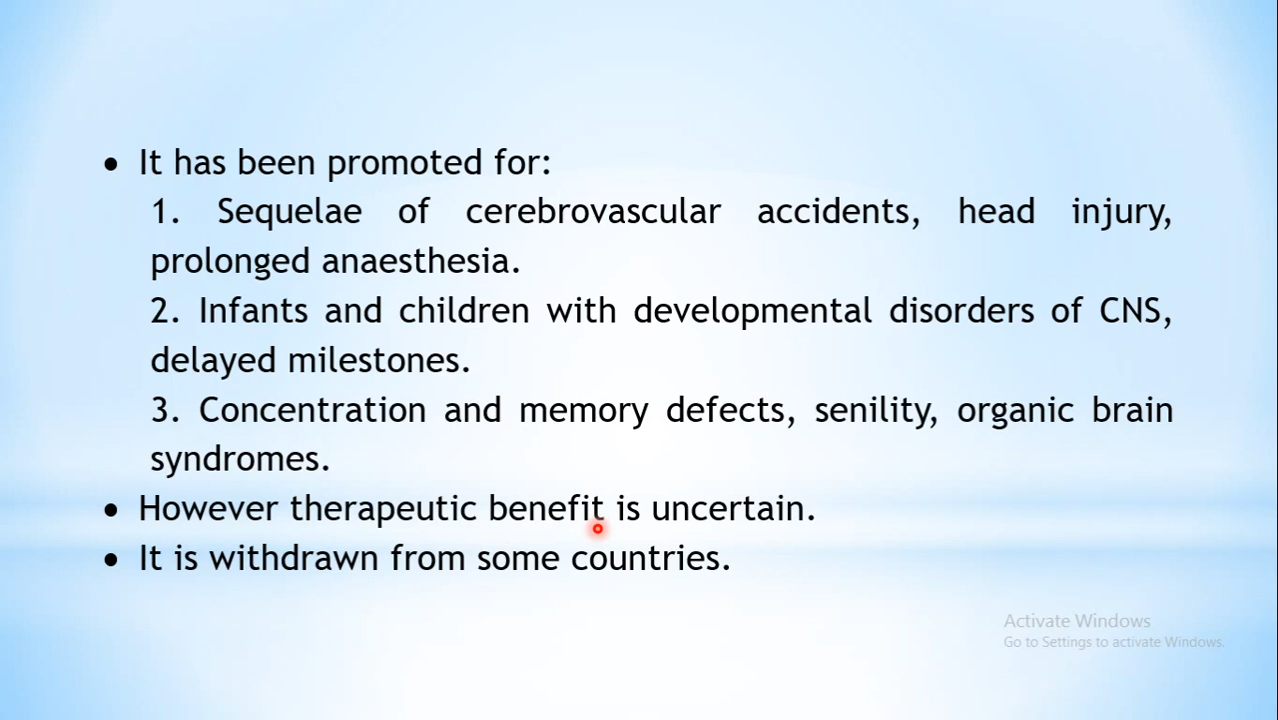 • It has been promoted for:
1. Sequelae of cerebrovascular accidents, head injury,
prolonged anaesthesia.
2. Infants and children with developmental disorders of CNS,
delayed milestones.
3. Concentration and memory defects, senility, organic brain
syndromes.
• However therapeutic benefit is uncertain.
• It is withdrawn from some countries.
Activate Windows
Go to Settings to activate Windows.